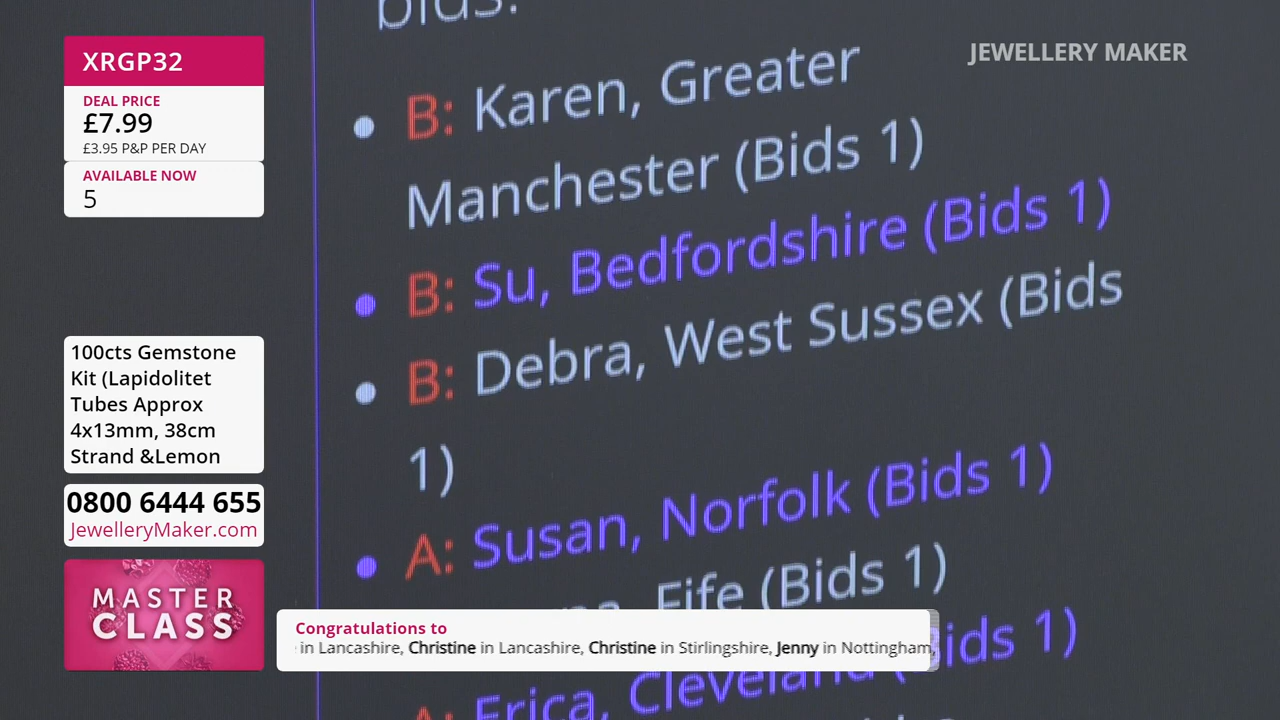 bids:
XRGP32
DEAL PRICE
£7.99
£3.95 P&P PER DAY
AVAILABLE NOW
5
100cts Gemstone
Kit (Lapidolitet
Tubes Approx
4x13mm, 38cm
Strand &Lemon
0800 6444 655
JewelleryMaker.com
MASTER
CLASS
JEWELLERY MAKER
• B: Karen, Greater
Manchester (Bids 1)
• B: Su, Bedfordshire (Bids 1)
• B: Debra, West Sussex (Bids
1)
• A: Susan, Norfolk (Bids 1)
Fife (Bids 1)
A: Erica, Cleveland (Bids 1)
Congratulations to
in Lancashire, Christine in Lancashire, Christine in Stirlingshire, Jenny in Nottingham,